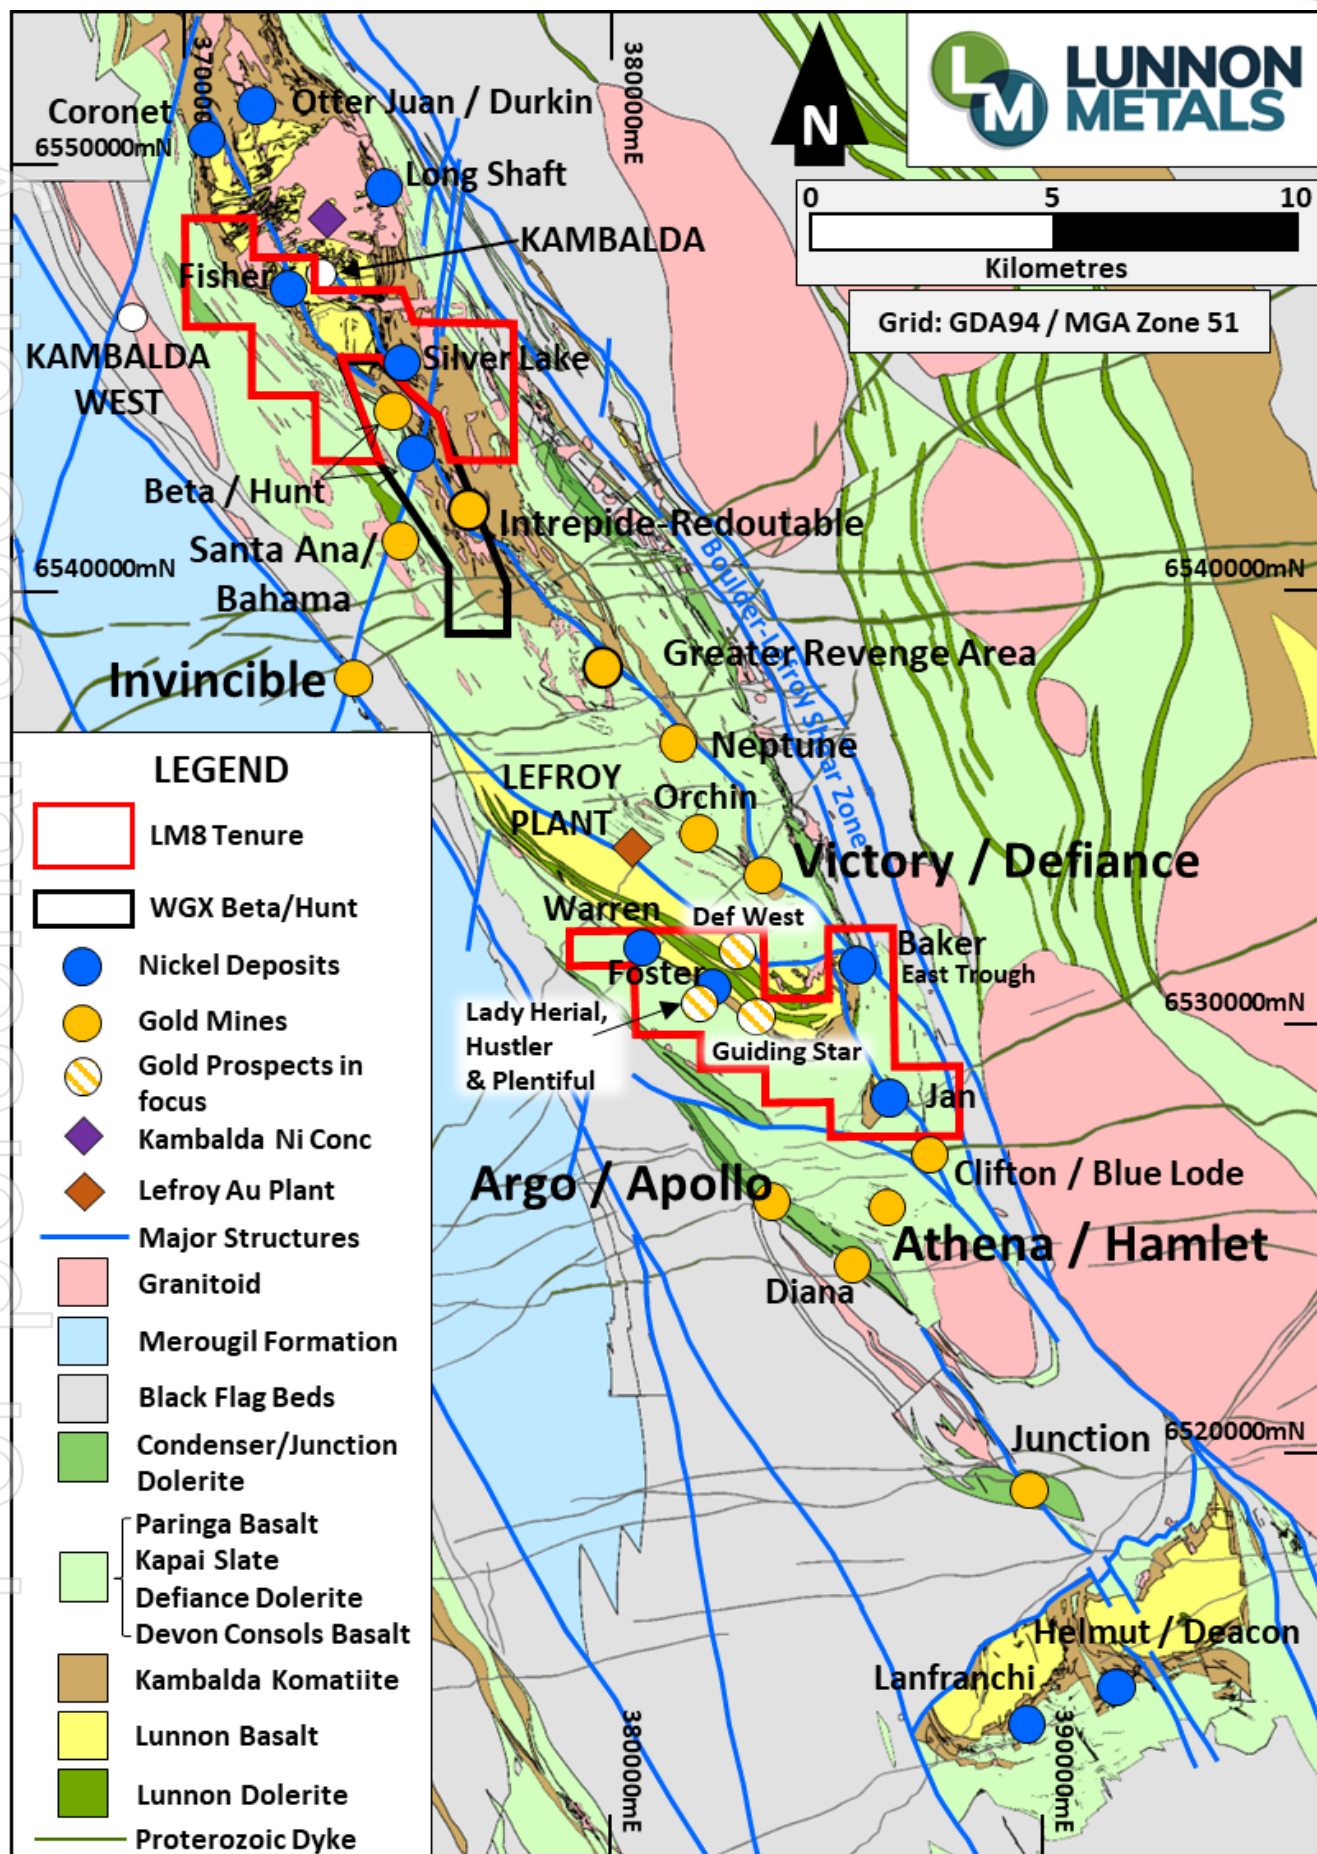 370000
380000mE
LM
LUNNON
METALS
N
Coronet
Otter Juan / Durkin
6550000mN
Long Shaft
0 5 10
Kilometres
KAMBALDA
Fisher
Grid: GDA94 / MGA Zone 51
KAMBALDA
WEST
Silver Lake
Beta / Hunt
Intrepide-Redoutable
Santa Ana/
Bahama
6540000mN
6540000mN
Boulder-Lefroy Shear Zone
Greater Revenge Area
Invincible
Neptune
LEFROY
PLANT
Orchin
Victory / Defiance
Warren
Def West
Baker
East Trough
Foster
6530000mN
Lady Herial,
Hustler
& Plentiful
Guiding Star
Jan
Argo / Apollo
Clifton / Blue Lode
Athena / Hamlet
Diana
Junction
6520000mN
Helmut / Deacon
Lanfranchi
380000mE
390000mE
LEGEND
LM8 Tenure
WGX Beta/Hunt
Nickel Deposits
Gold Mines
Gold Prospects in
focus
Kambalda Ni Conc
Lefroy Au Plant
Major Structures
Granitoid
Merougil Formation
Black Flag Beds
Condenser/Junction
Dolerite
Paringa Basalt
Kapai Slate
Defiance Dolerite
Devon Consols Basalt
Kambalda Komatiite
Lunnon Basalt
Lunnon Dolerite
Proterozoic Dyke